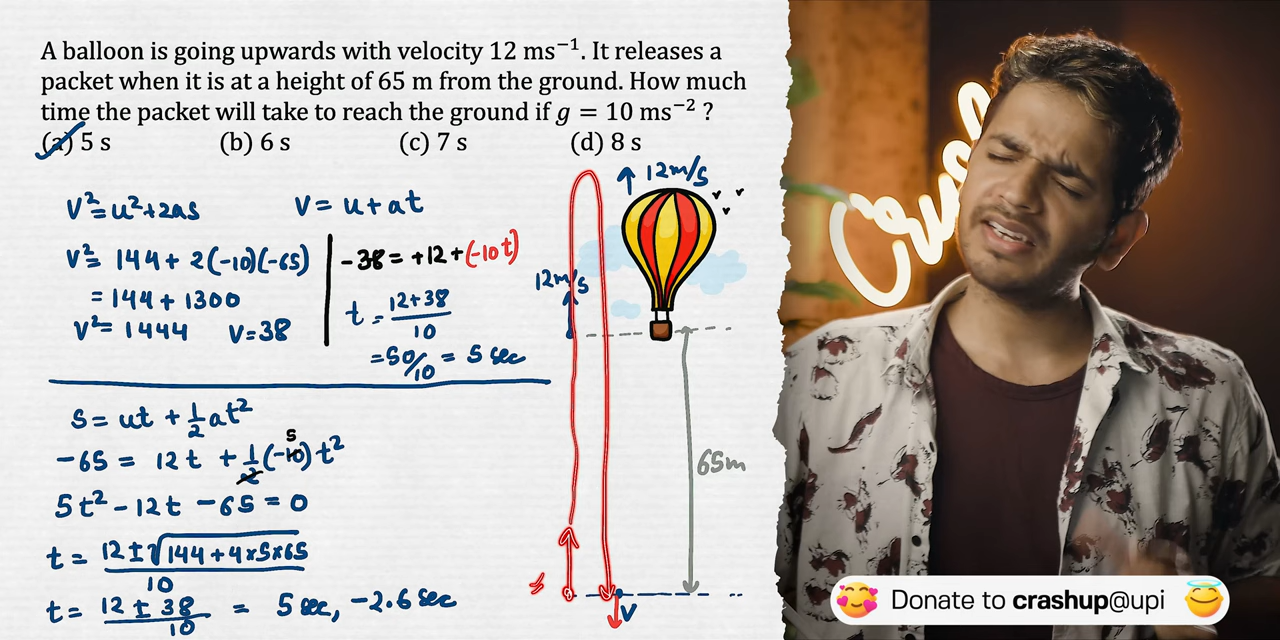 A balloon is going upwards with velocity 12 ms⁻¹. It releases a
packet when it is at a height of 65 m from the ground. How much
time the packet will take to reach the ground if g = 10 ms⁻² ?
(a) 5 s (b) 6 s (c) 7 s (d) 8 s
↑ 12m/s
v²=u²+2as
v²= 144 + 2(-10)(-65)
= 144 + 1300
v²= 1444 v=38
v = u + at
-38 = +12 + (-10t)
t = 12+38/10
= 50/10 = 5 sec
12m/s
65m
v
s = ut + 1/2 at²
-65 = 12t + 1/2 (-10) t²
5
5t² - 12t - 65 = 0
t = 12 ± √144 + 4×5×65 / 10
t = 12 ± 38 / 10 = 5 sec, -2.6 sec
Donate to crashup@upi